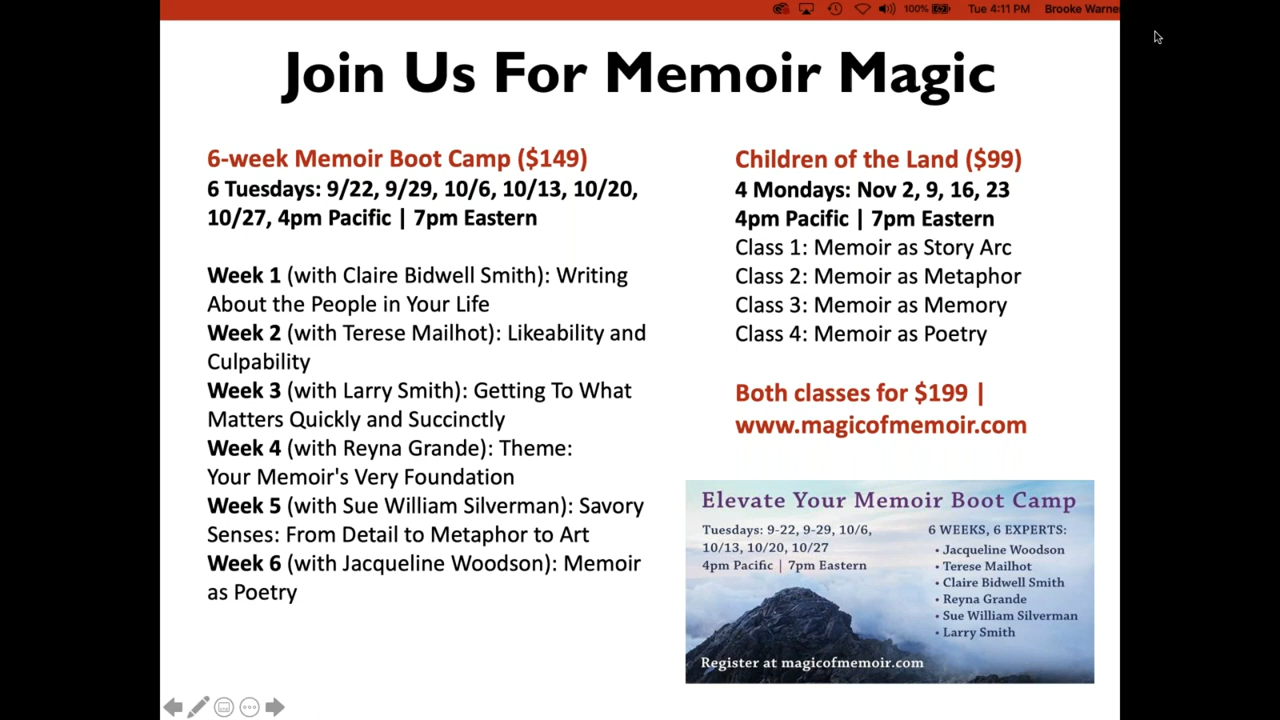 100%
Tue 4:11 PM
Brooke Warne
Join Us For Memoir Magic
6-week Memoir Boot Camp ($149)
6 Tuesdays: 9/22, 9/29, 10/6, 10/13, 10/20,
10/27, 4pm Pacific | 7pm Eastern
Week 1 (with Claire Bidwell Smith): Writing
About the People in Your Life
Week 2 (with Terese Mailhot): Likeability and
Culpability
Week 3 (with Larry Smith): Getting To What
Matters Quickly and Succinctly
Week 4 (with Reyna Grande): Theme:
Your Memoir's Very Foundation
Week 5 (with Sue William Silverman): Savory
Senses: From Detail to Metaphor to Art
Week 6 (with Jacqueline Woodson): Memoir
as Poetry
Children of the Land ($99)
4 Mondays: Nov 2, 9, 16, 23
4pm Pacific | 7pm Eastern
Class 1: Memoir as Story Arc
Class 2: Memoir as Metaphor
Class 3: Memoir as Memory
Class 4: Memoir as Poetry
Both classes for $199 |
www.magicofmemoir.com
Elevate Your Memoir Boot Camp
Tuesdays: 9-22, 9-29, 10/6,
10/13, 10/20, 10/27
4pm Pacific | 7pm Eastern
6 WEEKS, 6 EXPERTS:
• Jacqueline Woodson
• Terese Mailhot
• Claire Bidwell Smith
• Reyna Grande
• Sue William Silverman
• Larry Smith
Register at magicofmemoir.com